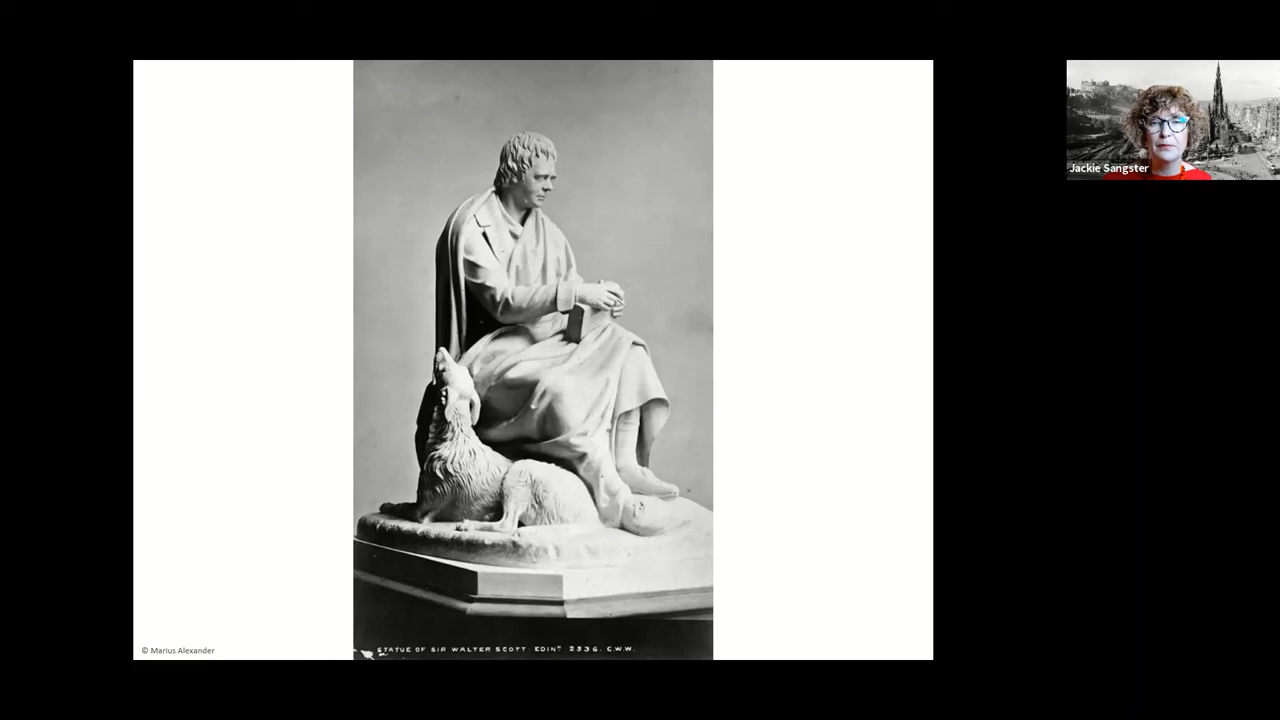 Jackie Sangster
© Marius Alexander
STATUE OF SIR WALTER SCOTT EDINR 2536. C.W.W.